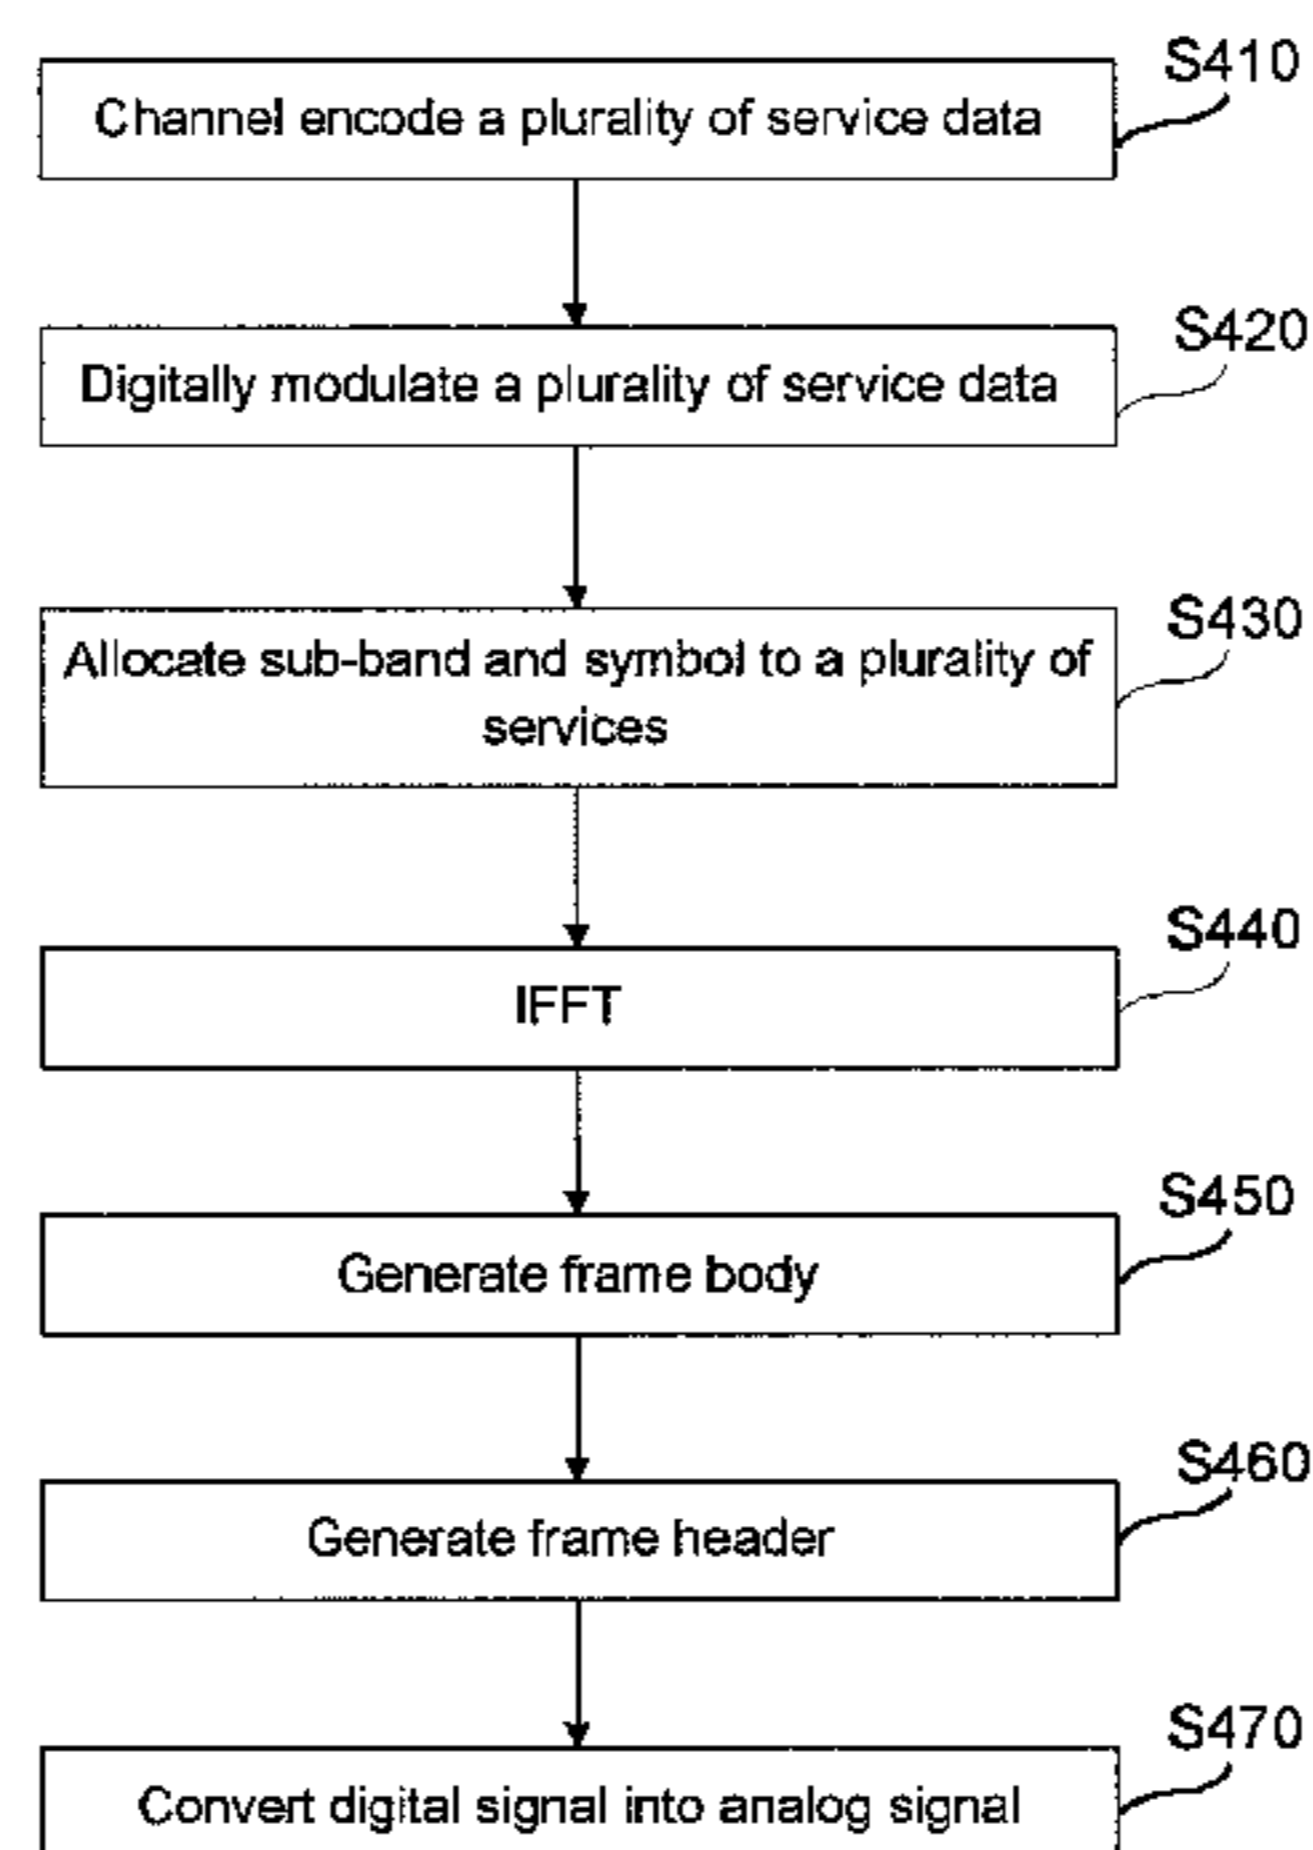 S410
Channel encode a plurality of service data
S420
Digitally modulate a plurality of service data
S430
Allocate sub-band and symbol to a plurality of
services
S440
IFFT
S450
Generate frame body
S460
Generate frame header
S470
Convert digital signal into analog signal